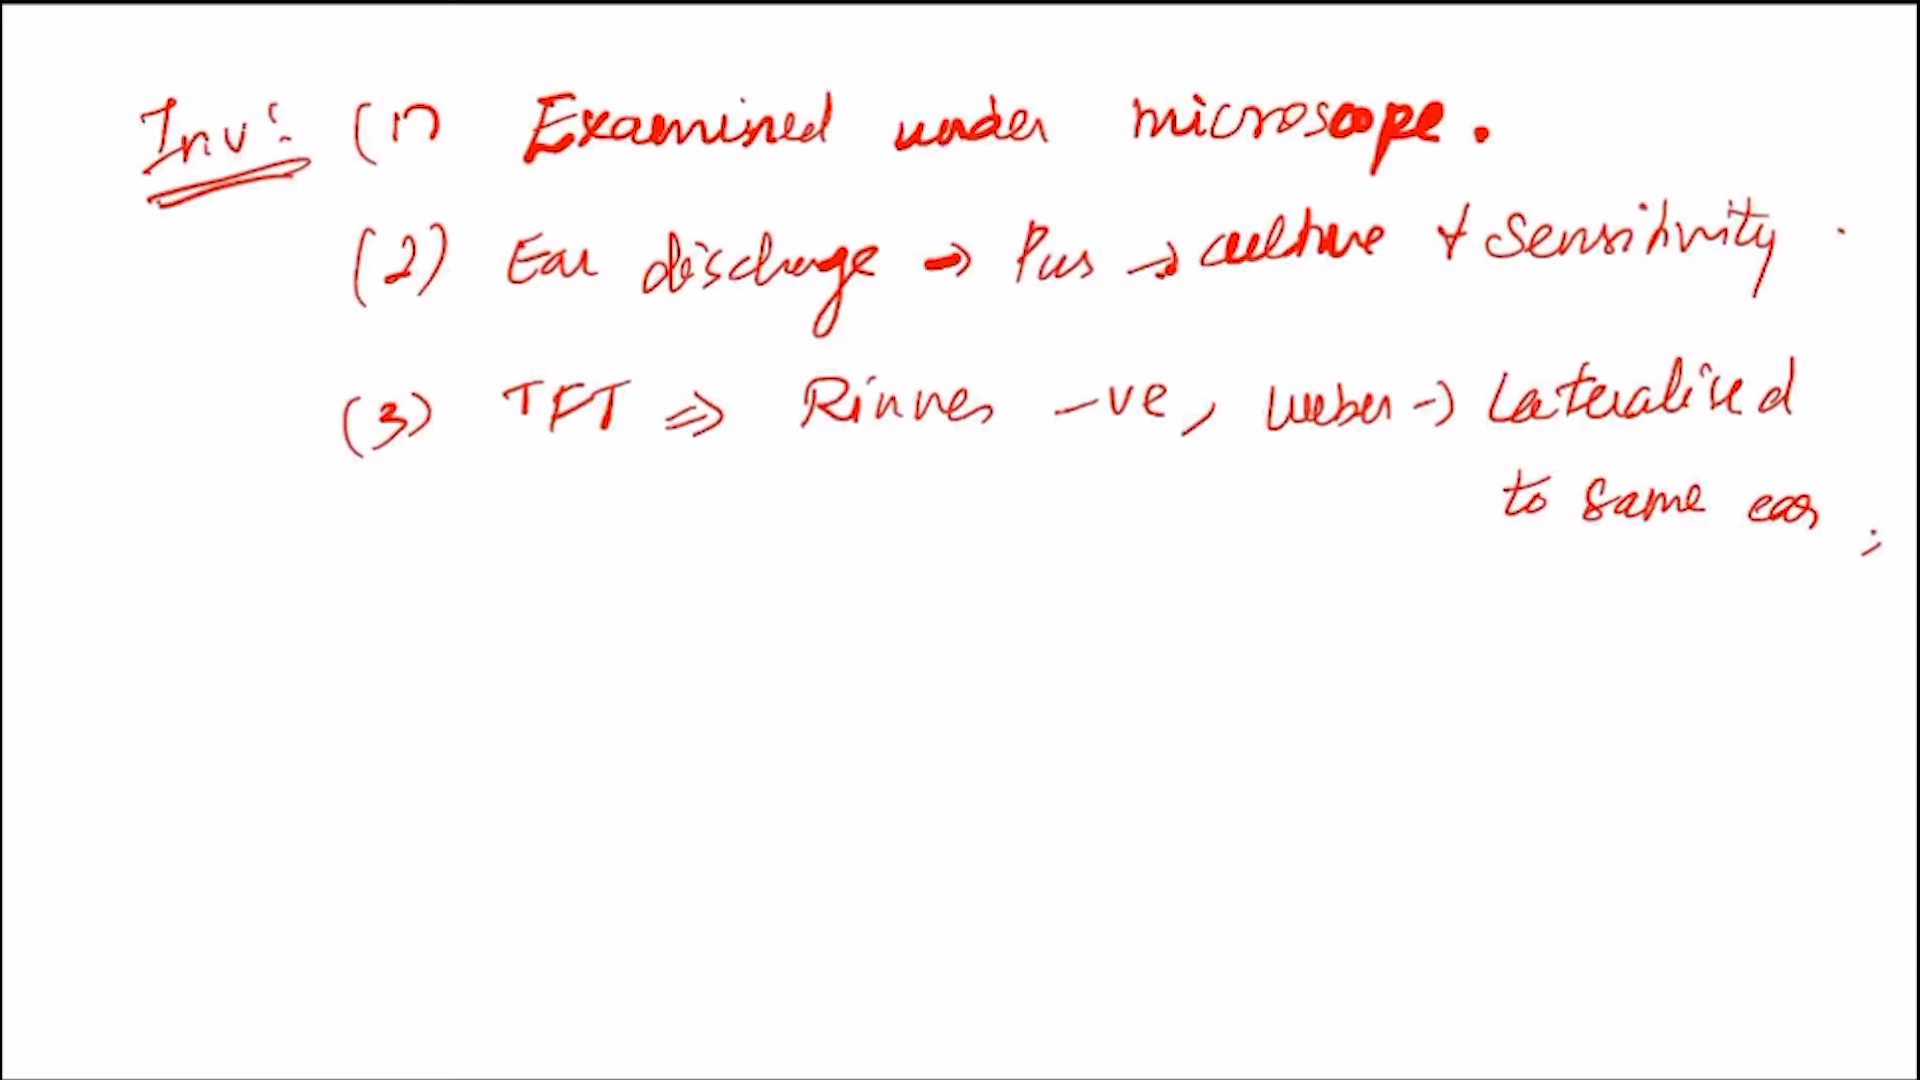 Inv: (1) Examined under microscope.
(2) Ear discharge → Pus → culture & sensitivity.
(3) TFT ⇒ Rinnes -ve, Weber → Lateralised
to same ear;